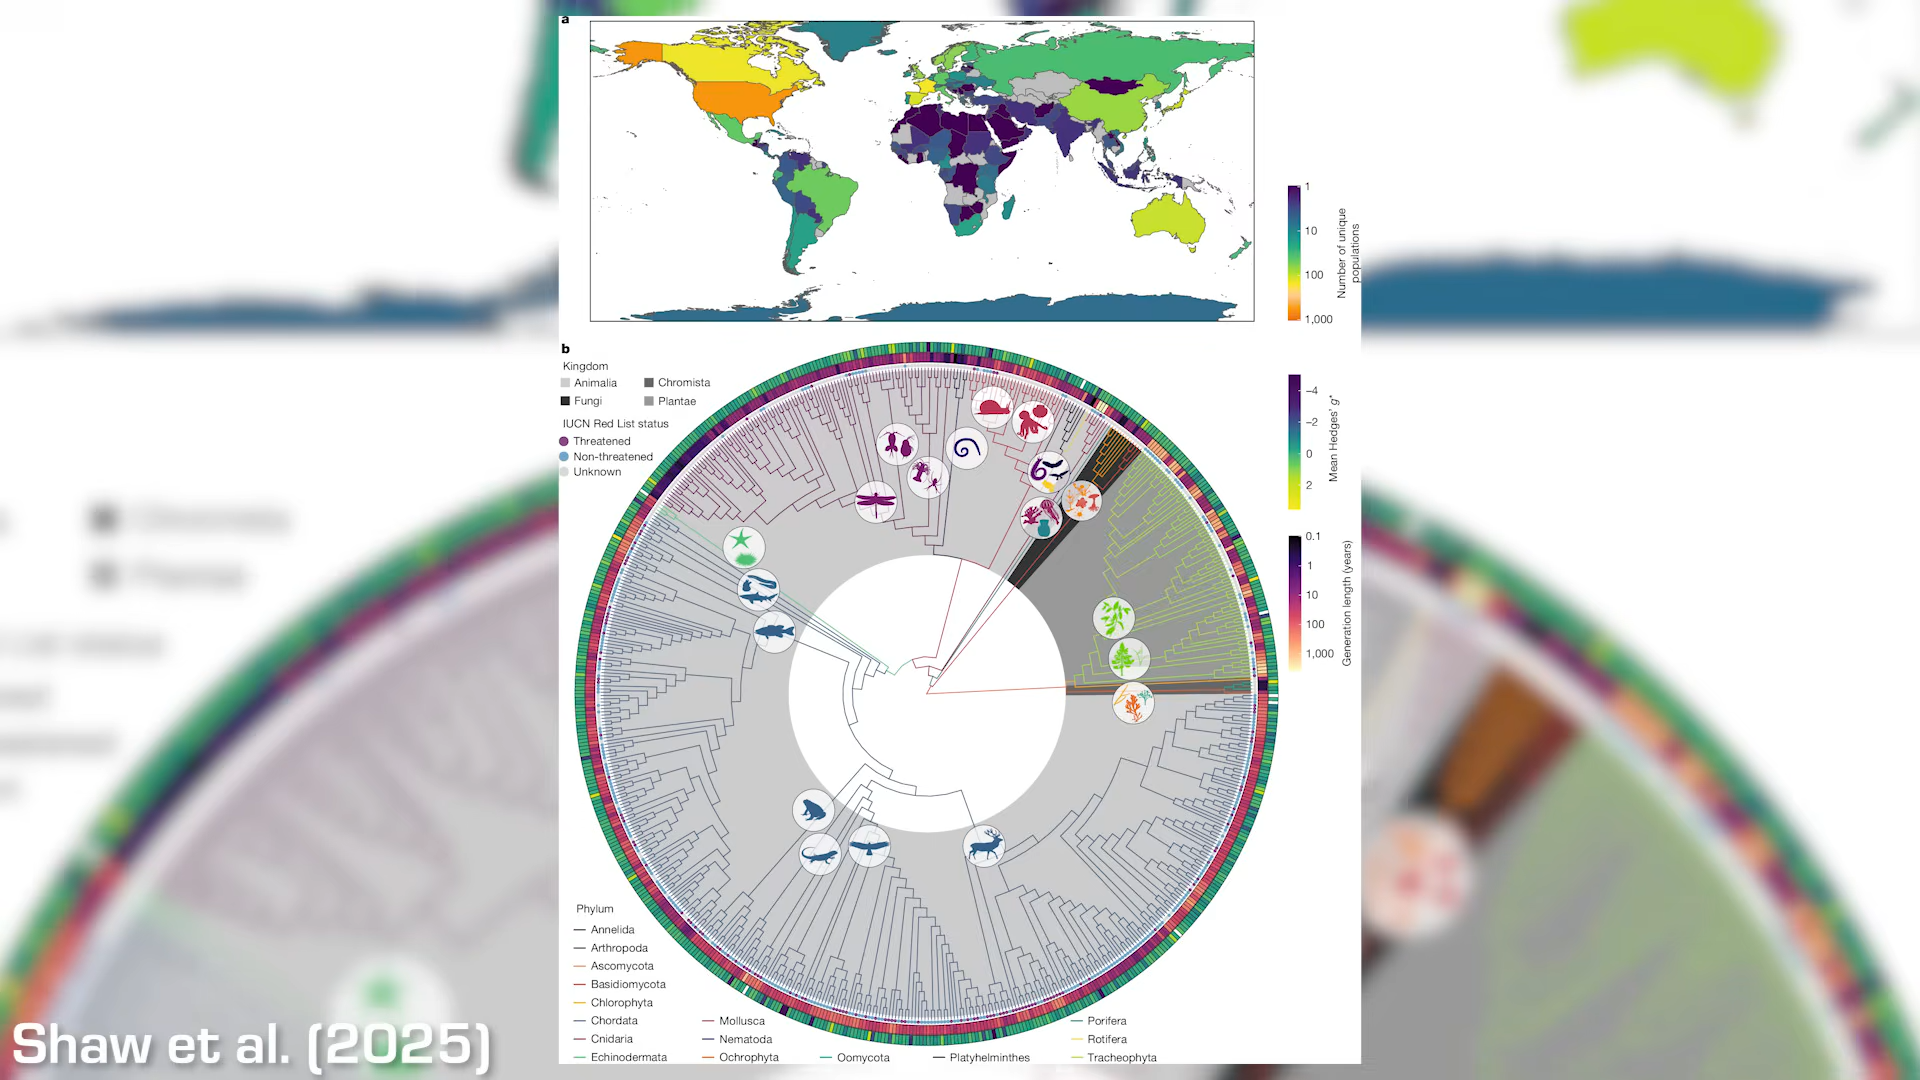 a
1
10
100
1,000
Number of unique
populations
b
Kingdom
Animalia
Chromista
Fungi
Plantae
IUCN Red List status
Threatened
Non-threatened
Unknown
–4
–2
0
2
Mean Hedges' g*
0.1
1
10
100
1,000
Generation length (years)
Phylum
Annelida
Arthropoda
Ascomycota
Basidiomycota
Chlorophyta
Chordata
Mollusca
Porifera
Cnidaria
Nematoda
Rotifera
Echinodermata
Ochrophyta
Oomycota
Platyhelminthes
Tracheophyta
Shaw et al. (2025)